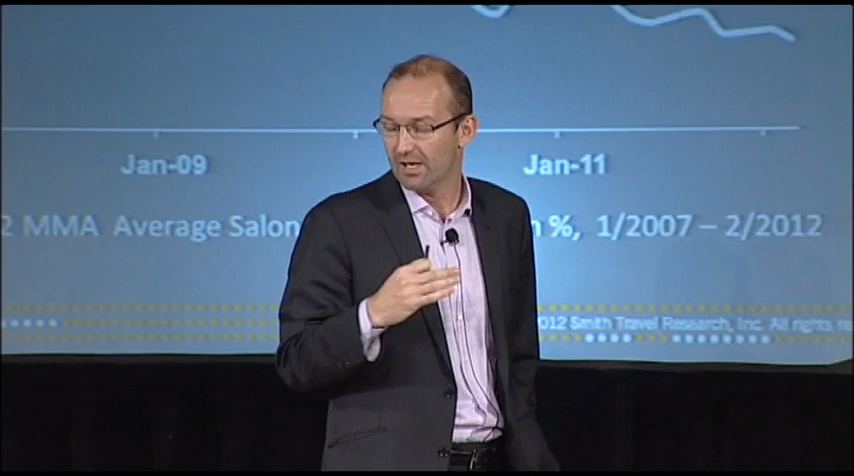 Jan-09 Jan-11
2 MMA Average Salon n %, 1/2007 – 2/2012
2012 Smith Travel Research, Inc. All rights re